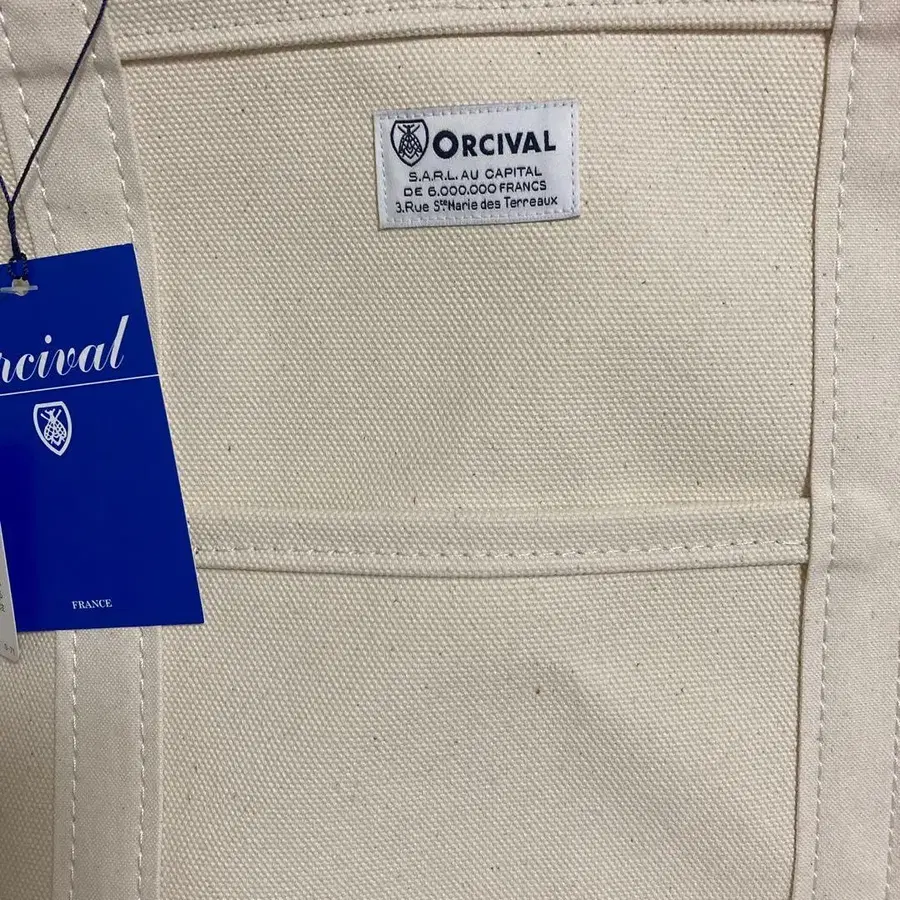 ORCIVAL
S.A.R.L. AU CAPITAL
DE 6.000.000 FRANCS
3.Rue Ste Marie des Terreaux
rcival
FRANCE